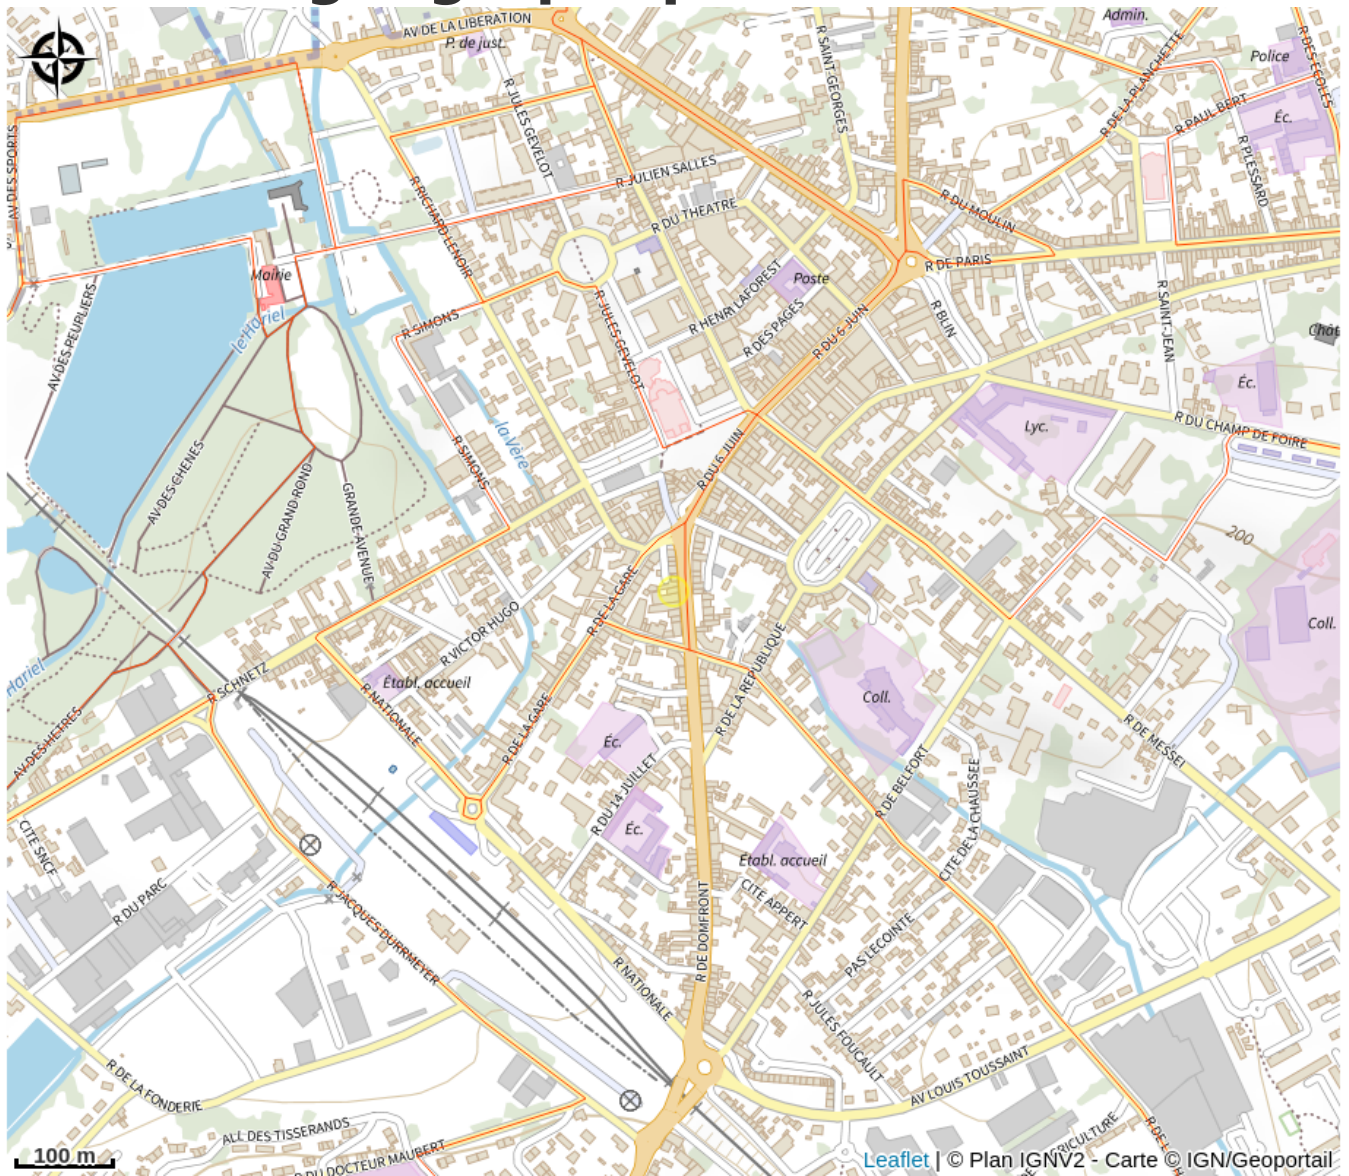 AV DE LA LIBERATION
P. de just.
Admin.
Police
R DES ECOLES
R SAINT-GEORGES
R DE LA PLANCHETTE
R JULES GEVELOT
R PAUL-BERT
Éc.
AV DES SPORTS
R PLESSARD
R JULIEN SALLES
R RICHARD-LENOIR
R DU THEATRE
R DU MOULIN
R DE PARIS
Mairie
Poste
AV-DES-PEUPLIERS
R HENRI LAFOREST
R JULES GEVELOT
R DES PAGES
R BLIN
R SAINT-JEAN
le Hariel
R SIMONS
R DU 6 JUIN
Éc.
Lyc.
R DU CHAMP DE FOIRE
la Vère
R SIMONS
R DU 6 JUIN
AV-DES-CHENES
AV-DU-GRAND-ROND
GRANDE-AVENUE
200
R DE LA GARE
R VICTOR HUGO
Coll.
Hariel
R SCHNETZ
Établ. accueil
R DE LA REPUBLIQUE
Coll.
R NATIONALE
R DE LA GARE
AV-DES-HETRES
Éc.
R DE MESSEI
R DU 14 JUILLET
R DE BELFORT
CITE DE LA CHAUSSEE
Éc.
CITE SNCF
Etabl. accueil
R DU PARC
CITE APPERT
R JACQUES DURRMEYER
R DE DOMFRONT
PAS LECOINTE
R NATIONALE
R JULES FOUCAULT
R DE LA FONDERIE
AV LOUIS TOUSSAINT
ALL DES TISSERANDS
R DU DOCTEUR MAUBERT
100 m
Leaflet | © Plan IGNV2 - Carte © IGN/Geoportail